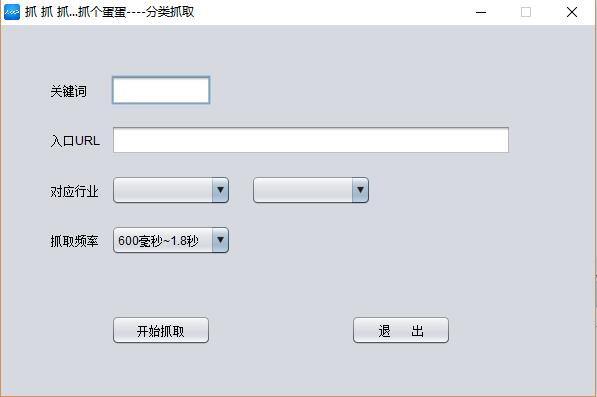 抓 抓 抓...抓个蛋蛋----分类抓取
关键词
入口URL
对应行业
抓取频率 600毫秒~1.8秒
开始抓取 退 出